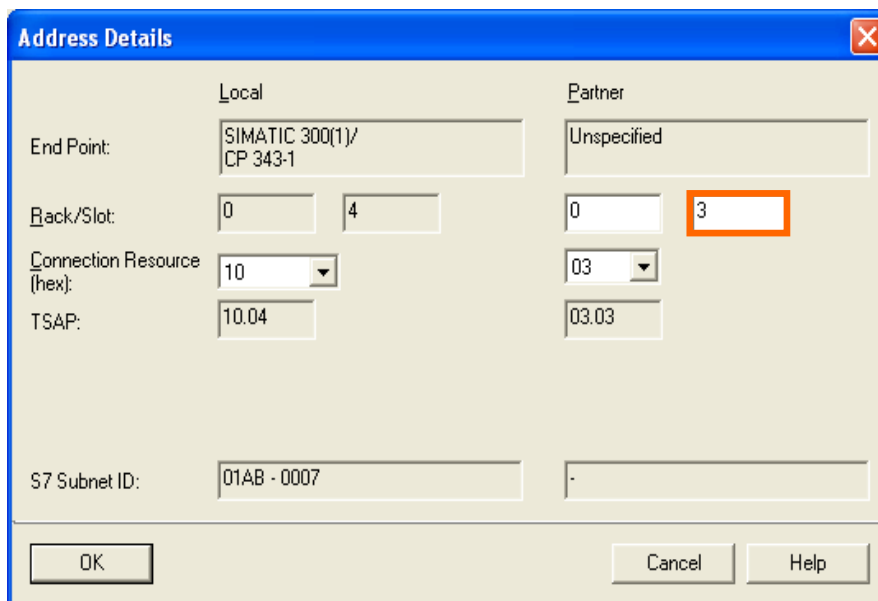 Address Details
Local Partner
End Point: SIMATIC 300(1)/ Unspecified
CP 343-1
Rack/Slot: 0 4 0 3
Connection Resource
(hex): 10 03
TSAP: 10.04 03.03
S7 Subnet ID: 01AB - 0007 -
OK Cancel Help